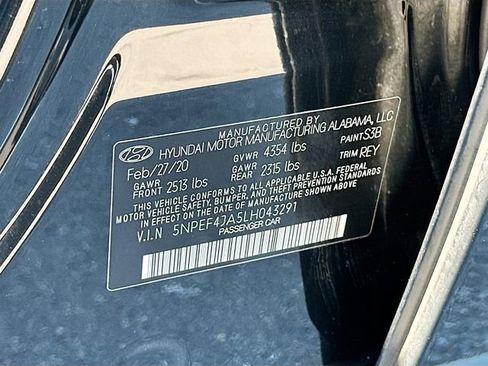 MANUFACTURED BY
HYUNDAI MOTOR MANUFACTURING ALABAMA, LLC
Feb/27/20 GVWR 4354 lbs PAINT S3B
GAWR FRONT 2513 lbs GAWR REAR 2315 lbs TRIM REY
THIS VEHICLE CONFORMS TO ALL APPLICABLE U.S.A. FEDERAL
MOTOR VEHICLE SAFETY, BUMPER, AND THEFT PREVENTION STANDARDS
IN EFFECT ON THE DATE OF MANUFACTURE SHOWN ABOVE.
V.I.N 5NPEF4JA5LH043291
PASSENGER CAR